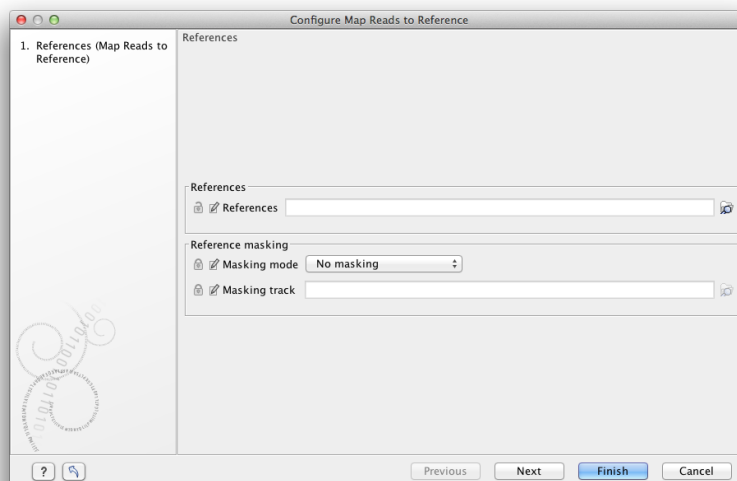 Configure Map Reads to Reference
1. References (Map Reads to
Reference)
References
References
References
Reference masking
Masking mode No masking
Masking track
? Previous Next Finish Cancel